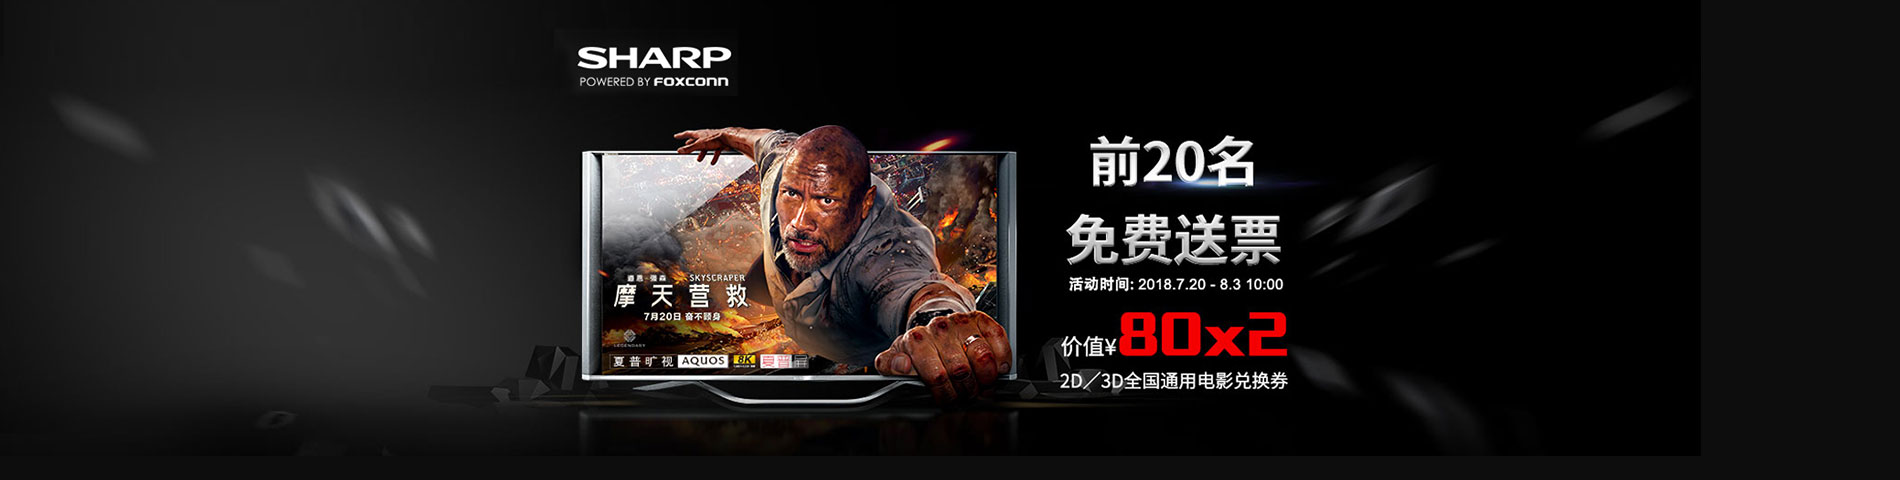 SHARP
POWERED BY FOXCONN
前20名
免费送票
活动时间: 2018.7.20 - 8.3 10:00
价值¥80x2
2D／3D全国通用电影兑换券
道恩·强森 SKYSCRAPER
摩天营救
7月20日 奋不顾身
LEGENDARY
夏普旷视 AQUOS 8K